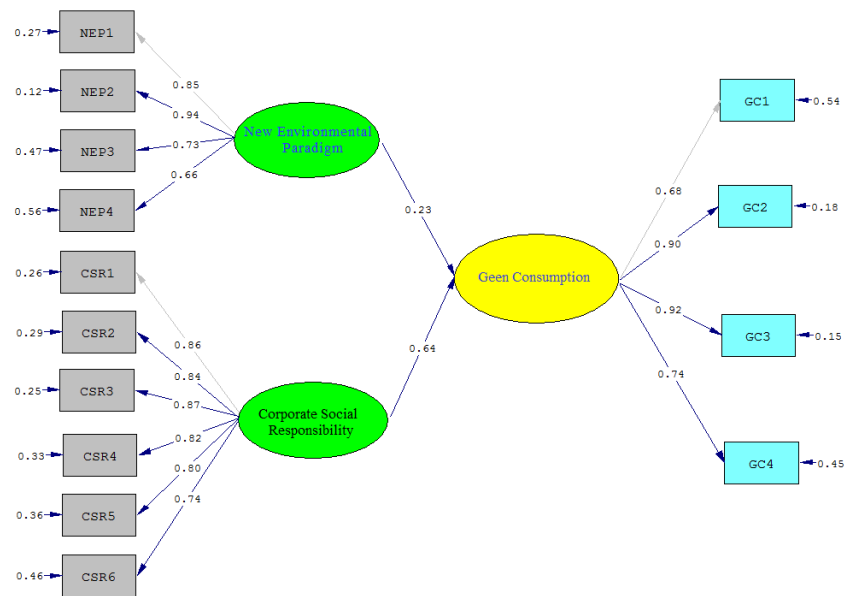 0.27
NEP1
0.12
NEP2
0.47
NEP3
0.56
NEP4
0.26
CSR1
0.29
CSR2
0.25
CSR3
0.33
CSR4
0.36
CSR5
0.46
CSR6
0.85
0.94
0.73
0.66
0.86
0.84
0.87
0.82
0.80
0.74
New Environmental
Paradigm
Corporate Social
Responsibility
0.23
0.64
Geen Consumption
0.68
0.90
0.92
0.74
GC1
0.54
GC2
0.18
GC3
0.15
GC4
0.45